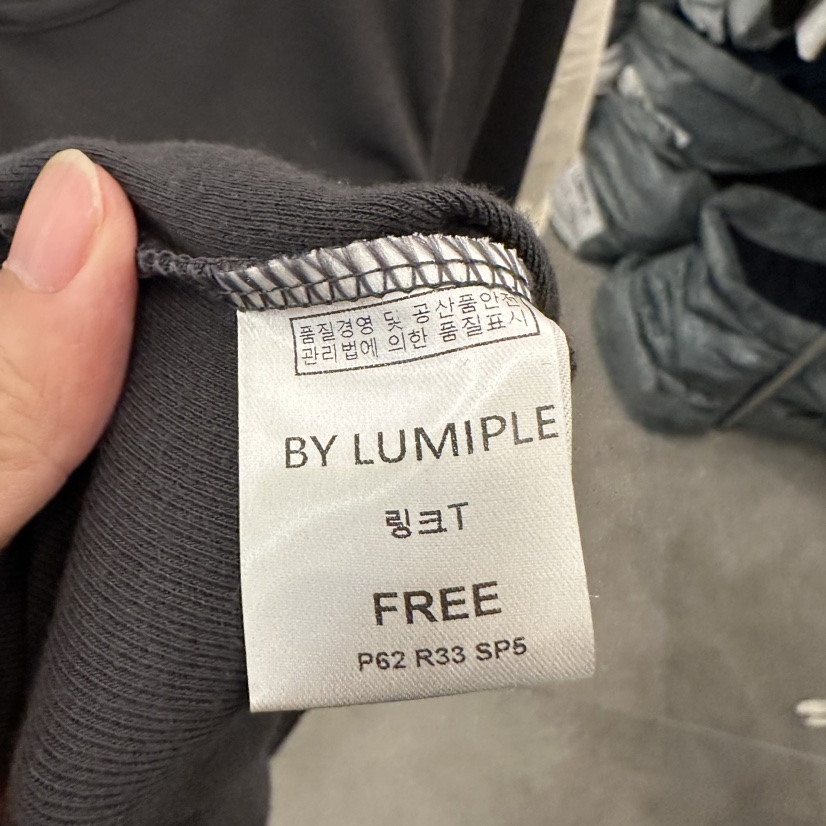 품질경영 및 공산품안전
관리법에 의한 품질표시
BY LUMIPLE
링크T
FREE
P62 R33 SP5